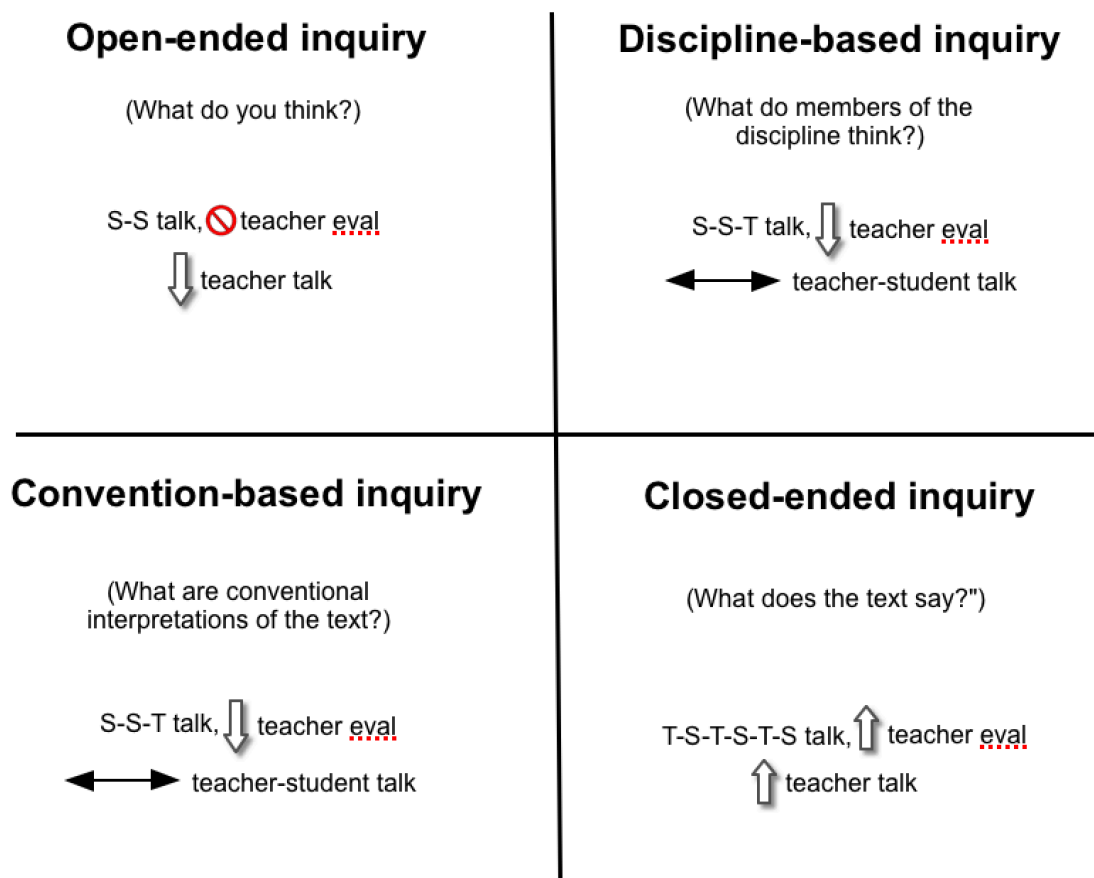 Open-ended inquiry
(What do you think?)
S-S talk, teacher eval
teacher talk
Discipline-based inquiry
(What do members of the
discipline think?)
S-S-T talk, teacher eval
teacher-student talk
Convention-based inquiry
(What are conventional
interpretations of the text?)
S-S-T talk, teacher eval
teacher-student talk
Closed-ended inquiry
(What does the text say?")
T-S-T-S-T-S talk, teacher eval
teacher talk